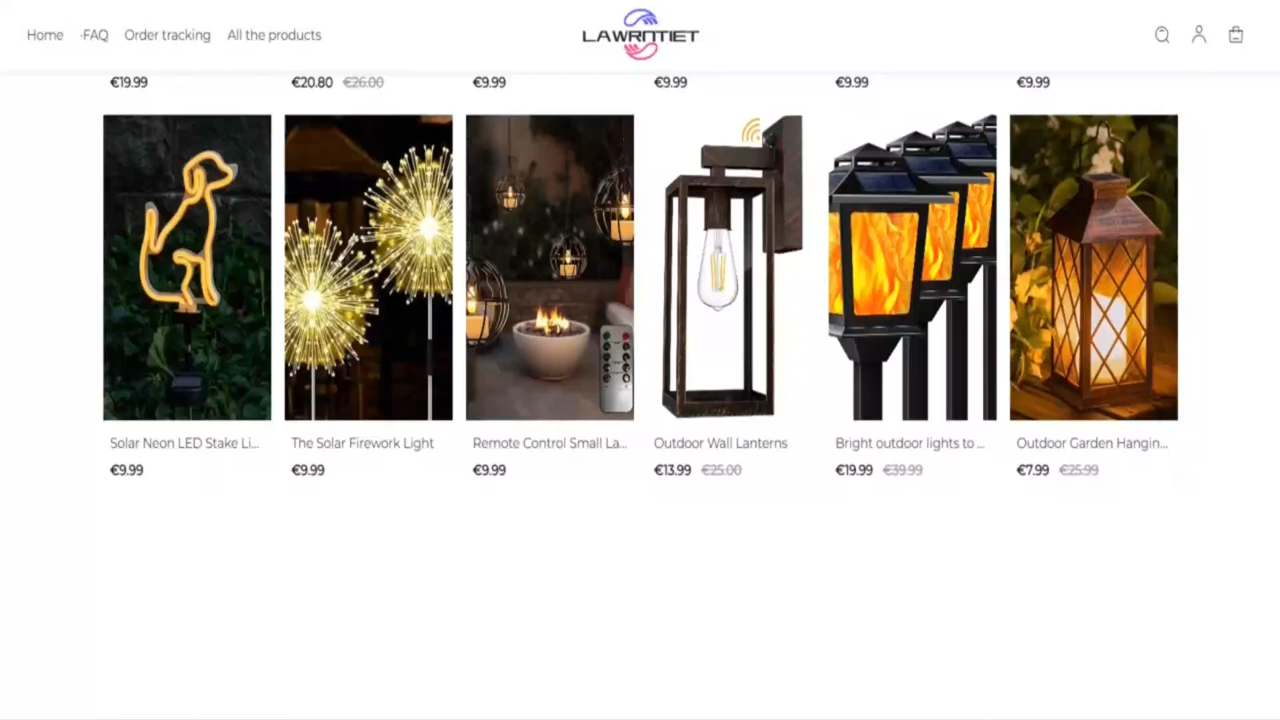 Home ·FAQ Order tracking All the products
LAWRNTIET
€19.99 €20.80 €26.00 €9.99 €9.99 €9.99 €9.99
Solar Neon LED Stake Li... The Solar Firework Light Remote Control Small La... Outdoor Wall Lanterns Bright outdoor lights to ... Outdoor Garden Hangin...
€9.99 €9.99 €9.99 €13.99 €25.00 €19.99 €39.99 €7.99 €25.99